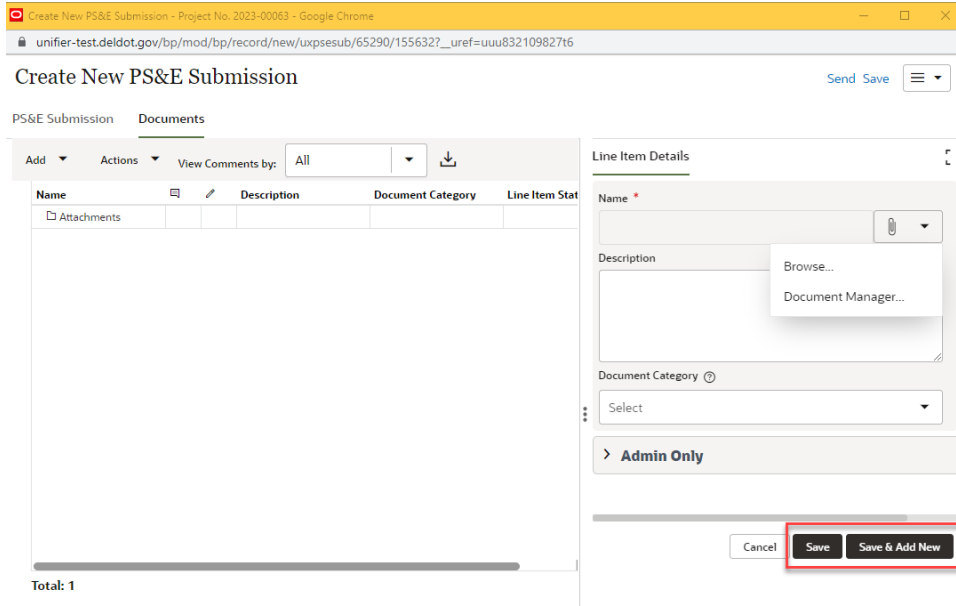 Create New PS&E Submission - Project No. 2023-00063 - Google Chrome
unifier-test.deldot.gov/bp/mod/bp/record/new/uxpsesub/65290/155632?__uref=uuu832109827t6
Create New PS&E Submission
Send Save
PS&E Submission Documents
Add Actions View Comments by: All
Name Description Document Category Line Item Stat
Attachments
Total: 1
Line Item Details
Name *
Browse...
Document Manager...
Description
Document Category
Select
Admin Only
Cancel Save Save & Add New